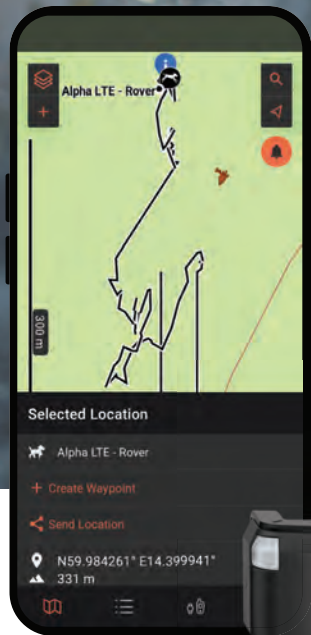 Alpha LTE - Rover
300 m
Selected Location
Alpha LTE - Rover
+ Create Waypoint
Send Location
N59.984261° E14.399941°
331 m